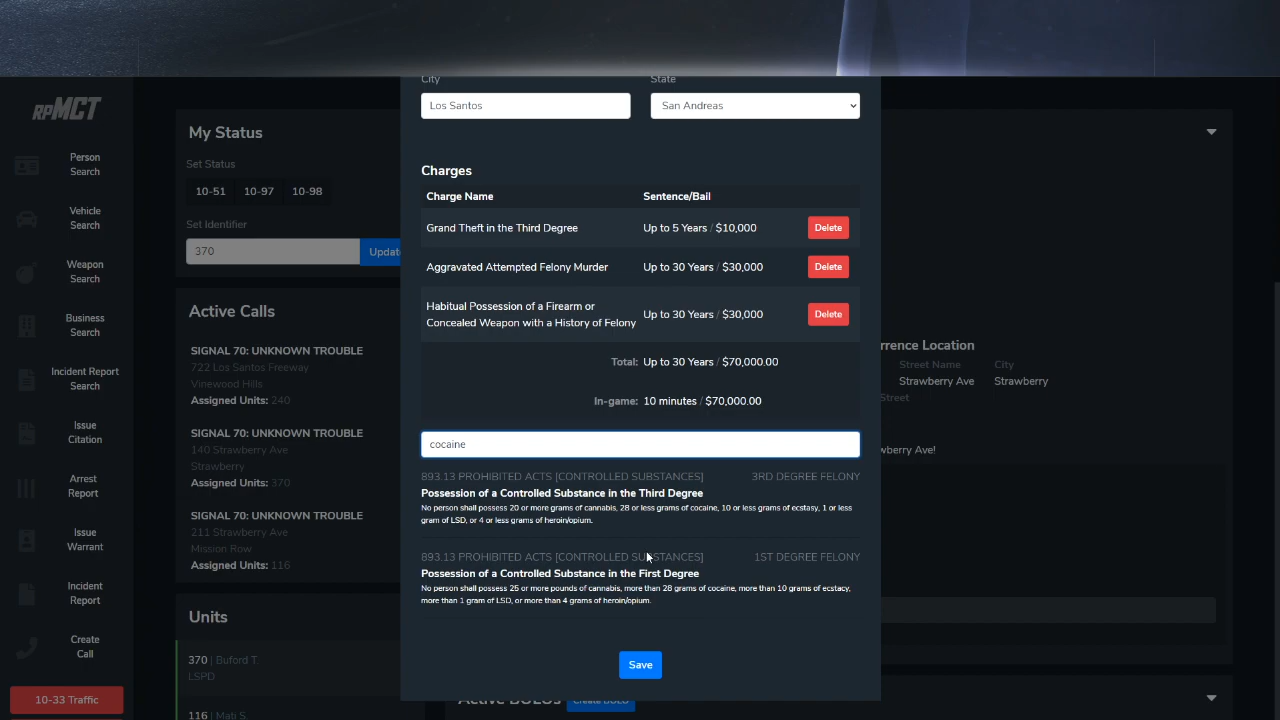 RPMCT
Person
Search
Vehicle
Search
Weapon
Search
Business
Search
Incident Report
Search
Issue
Citation
Arrest
Report
Issue
Warrant
Incident
Report
Create
Call
10-33 Traffic
My Status
Set Status
10-51 10-97 10-98
Set Identifier
370
Active Calls
SIGNAL 70: UNKNOWN TROUBLE
722 Los Santos Freeway
Vinewood Hills
Assigned Units: 240
SIGNAL 70: UNKNOWN TROUBLE
140 Strawberry Ave
Strawberry
Assigned Units: 370
SIGNAL 70: UNKNOWN TROUBLE
211 Strawberry Ave
Mission Row
Assigned Units: 116
Units
370 | Buford T.
LSPD
116 | Mati S.
City State
Los Santos San Andreas
Charges
Charge Name Sentence/Bail
Grand Theft in the Third Degree Up to 5 Years / $10,000 Delete
Aggravated Attempted Felony Murder Up to 30 Years / $30,000 Delete
Habitual Possession of a Firearm or
Concealed Weapon with a History of Felony Up to 30 Years / $30,000 Delete
Total: Up to 30 Years / $70,000.00
In-game: 10 minutes / $70,000.00
cocaine
893.13 PROHIBITED ACTS [CONTROLLED SUBSTANCES] 3RD DEGREE FELONY
Possession of a Controlled Substance in the Third Degree
No person shall possess 20 or more grams of cannabis, 28 or less grams of cocaine, 10 or less grams of ecstasy, 1 or less
gram of LSD, or 4 or less grams of heroin/opium.
893.13 PROHIBITED ACTS [CONTROLLED SUBSTANCES] 1ST DEGREE FELONY
Possession of a Controlled Substance in the First Degree
No person shall possess 25 or more pounds of cannabis, more than 28 grams of cocaine, more than 10 grams of ecstacy,
more than 1 gram of LSD, or more than 4 grams of heroin/opium.
Save
Location
Street Name City
Strawberry Ave Strawberry
Street
Ave!
Active BOLOs Create BOLO